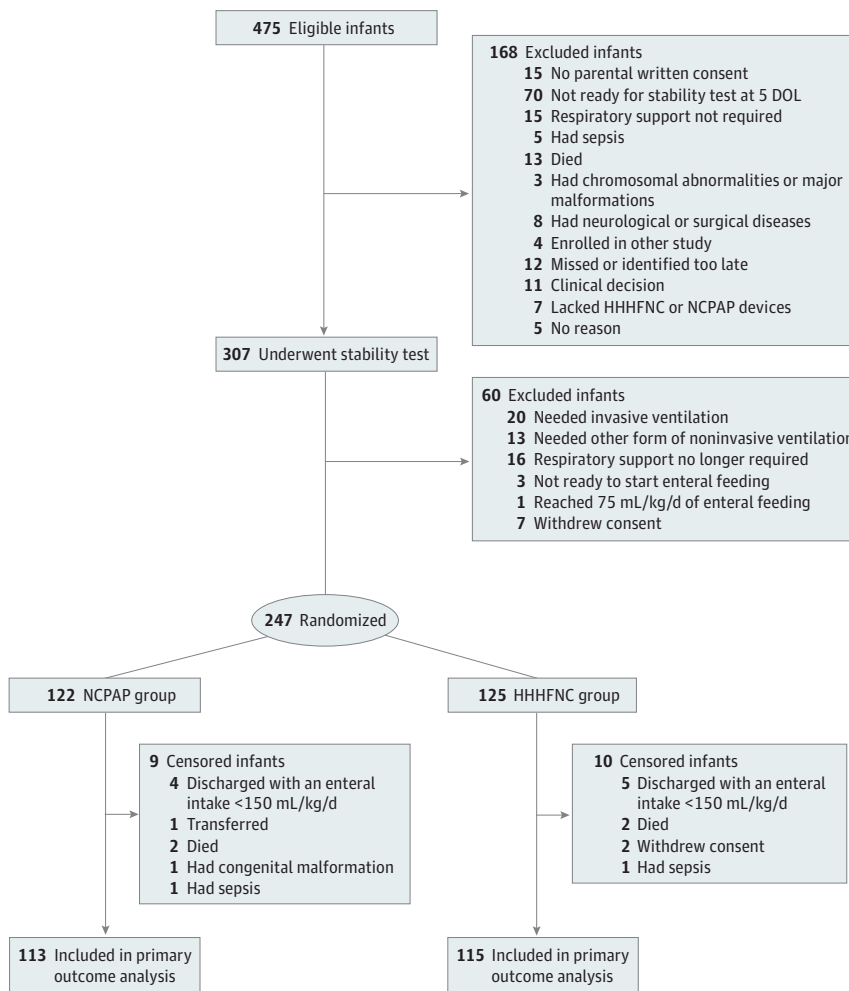 475 Eligible infants
168 Excluded infants
15 No parental written consent
70 Not ready for stability test at 5 DOL
15 Respiratory support not required
5 Had sepsis
13 Died
3 Had chromosomal abnormalities or major
malformations
8 Had neurological or surgical diseases
4 Enrolled in other study
12 Missed or identified too late
11 Clinical decision
7 Lacked HHHFNC or NCPAP devices
5 No reason
307 Underwent stability test
60 Excluded infants
20 Needed invasive ventilation
13 Needed other form of noninvasive ventilation
16 Respiratory support no longer required
3 Not ready to start enteral feeding
1 Reached 75 mL/kg/d of enteral feeding
7 Withdrew consent
247 Randomized
122 NCPAP group
125 HHHFNC group
9 Censored infants
4 Discharged with an enteral
intake <150 mL/kg/d
1 Transferred
2 Died
1 Had congenital malformation
1 Had sepsis
10 Censored infants
5 Discharged with an enteral
intake <150 mL/kg/d
2 Died
2 Withdrew consent
1 Had sepsis
113 Included in primary
outcome analysis
115 Included in primary
outcome analysis